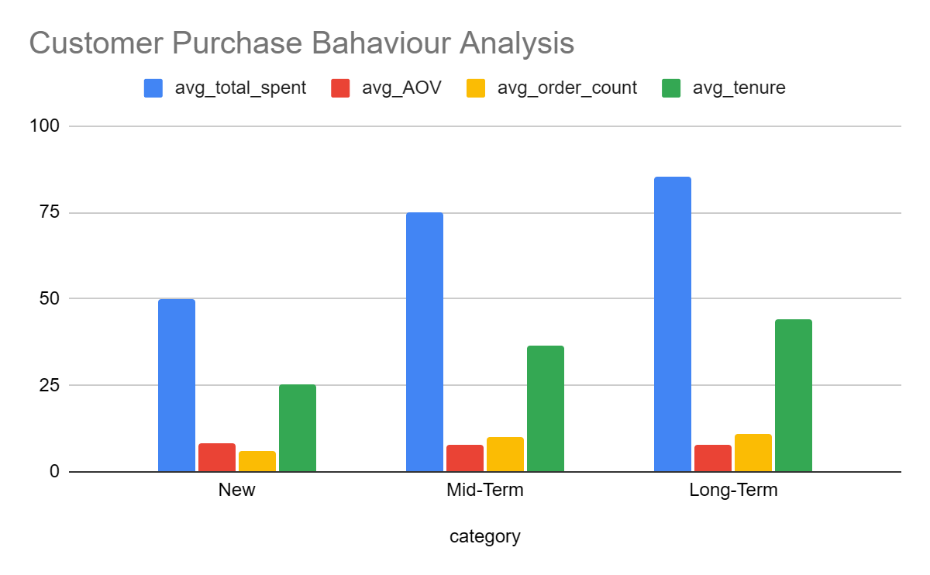 Customer Purchase Bahaviour Analysis
avg_total_spent avg_AOV avg_order_count avg_tenure
100
75
50
25
0
New Mid-Term Long-Term
category